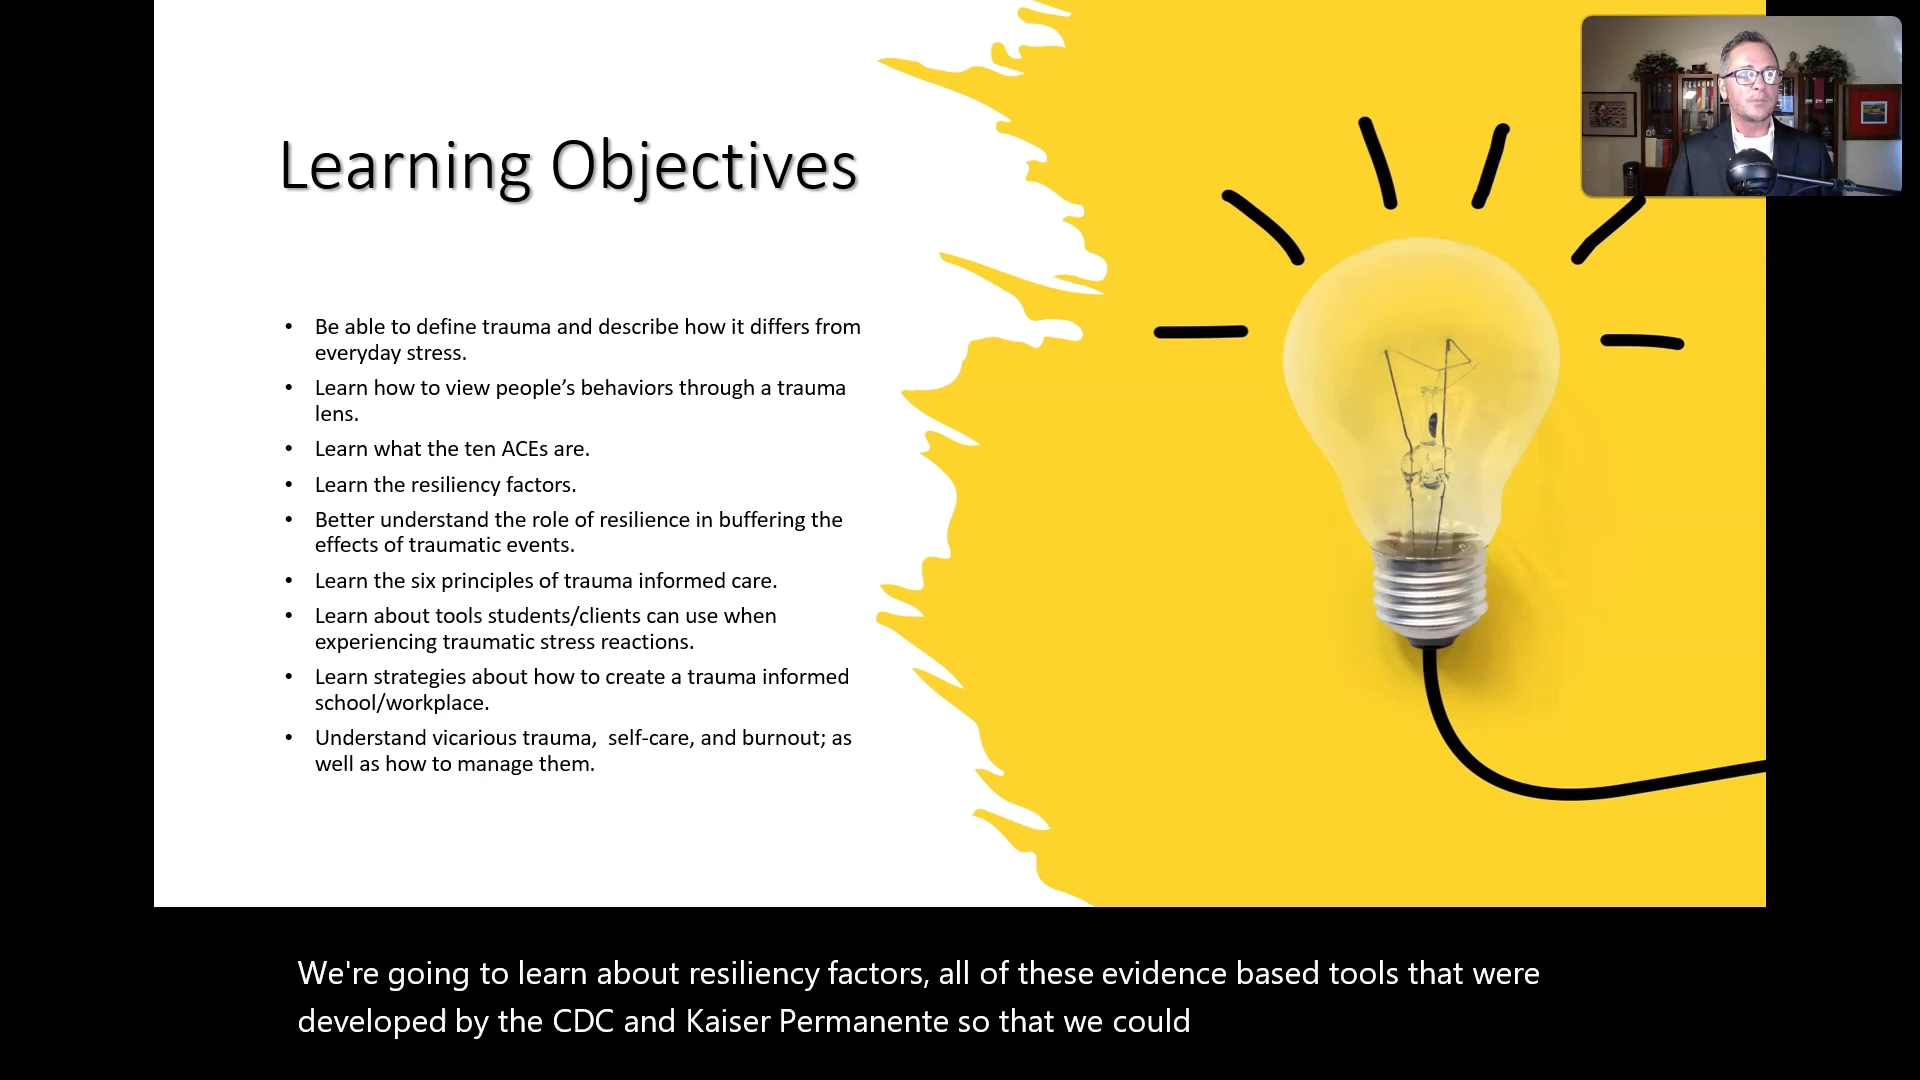 Learning Objectives
• Be able to define trauma and describe how it differs from
everyday stress.
• Learn how to view people’s behaviors through a trauma
lens.
• Learn what the ten ACEs are.
• Learn the resiliency factors.
• Better understand the role of resilience in buffering the
effects of traumatic events.
• Learn the six principles of trauma informed care.
• Learn about tools students/clients can use when
experiencing traumatic stress reactions.
• Learn strategies about how to create a trauma informed
school/workplace.
• Understand vicarious trauma,  self-care, and burnout; as
well as how to manage them.
We're going to learn about resiliency factors, all of these evidence based tools that were
developed by the CDC and Kaiser Permanente so that we could